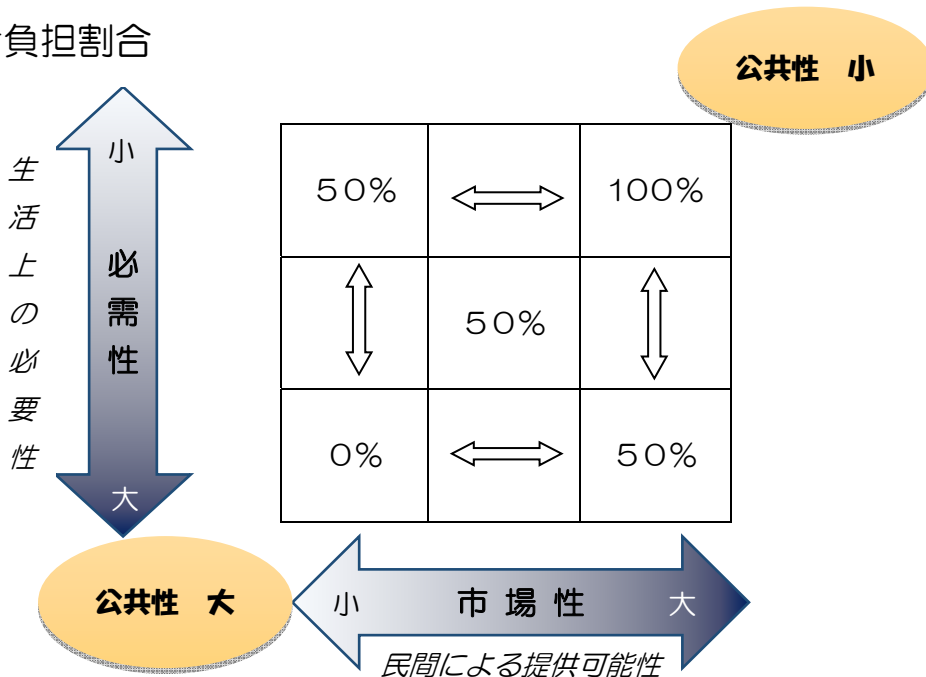 負担割合
公共性 小
生活上の必要性
小
必需性
大
50% 100%
50%
0% 50%
公共性 大
小 市場性 大
民間による提供可能性